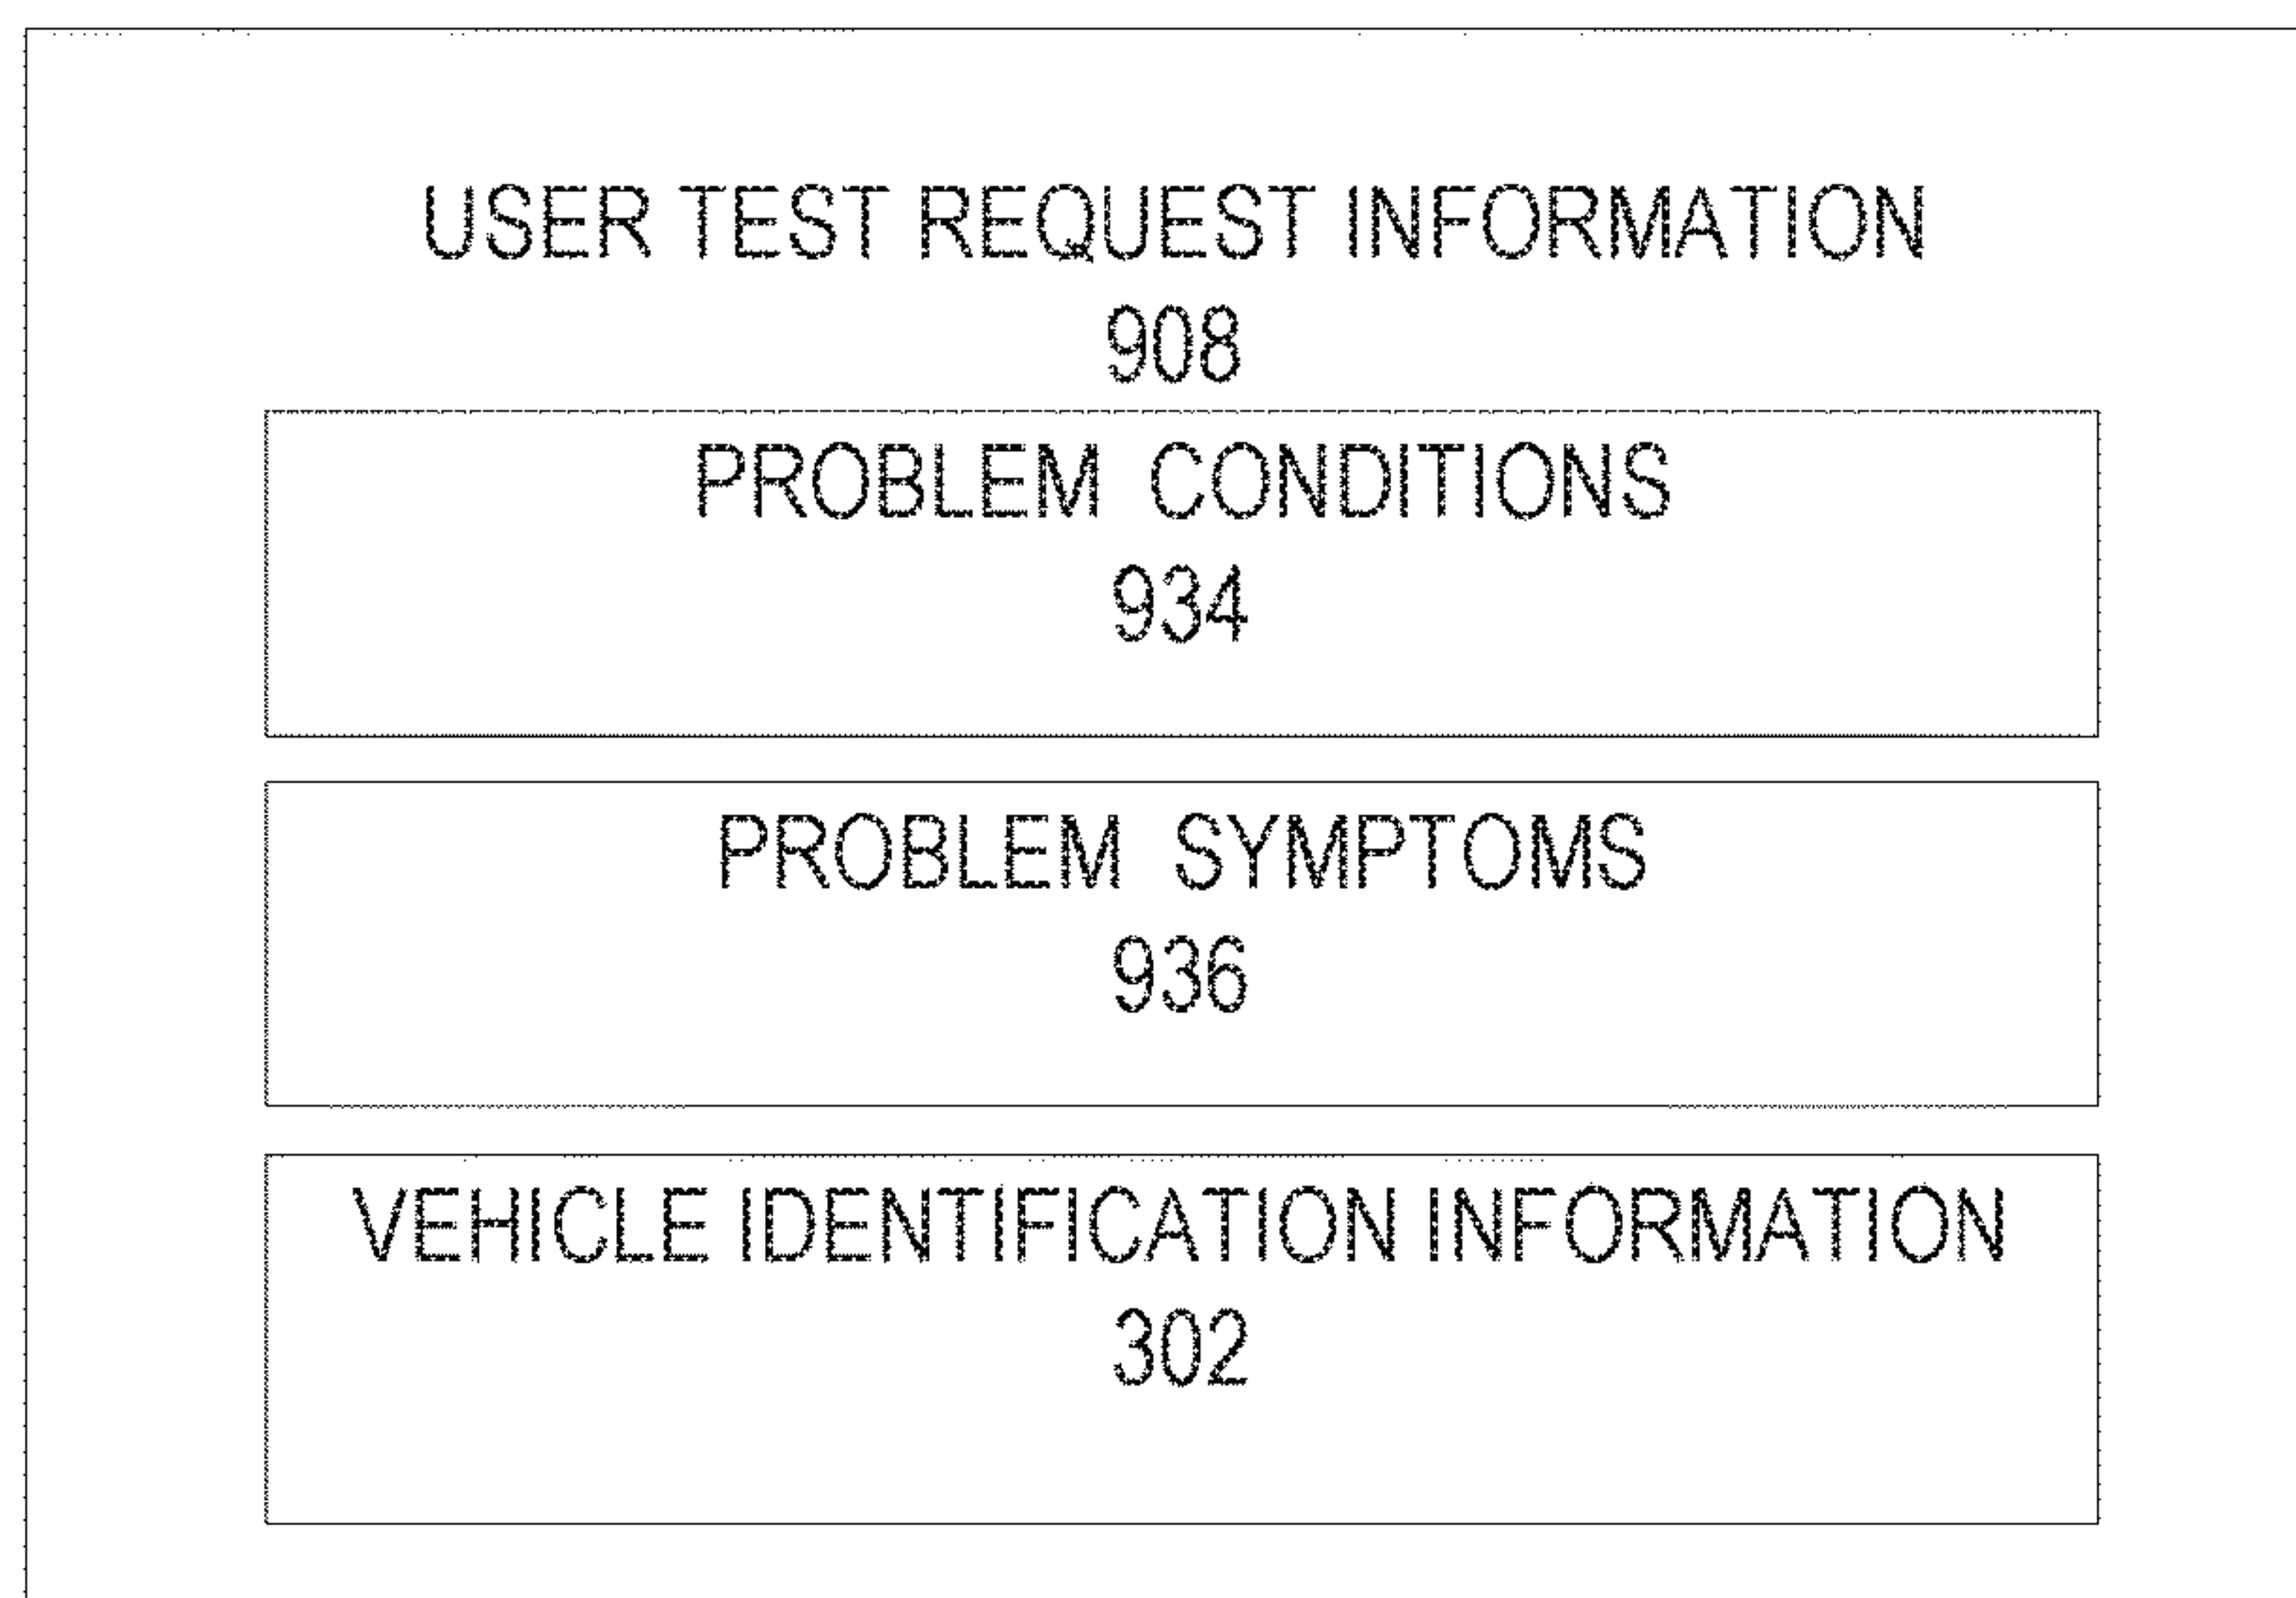 USER TEST REQUEST INFORMATION
908
PROBLEM CONDITIONS
934
PROBLEM SYMPTOMS
936
VEHICLE IDENTIFICATION INFORMATION
302